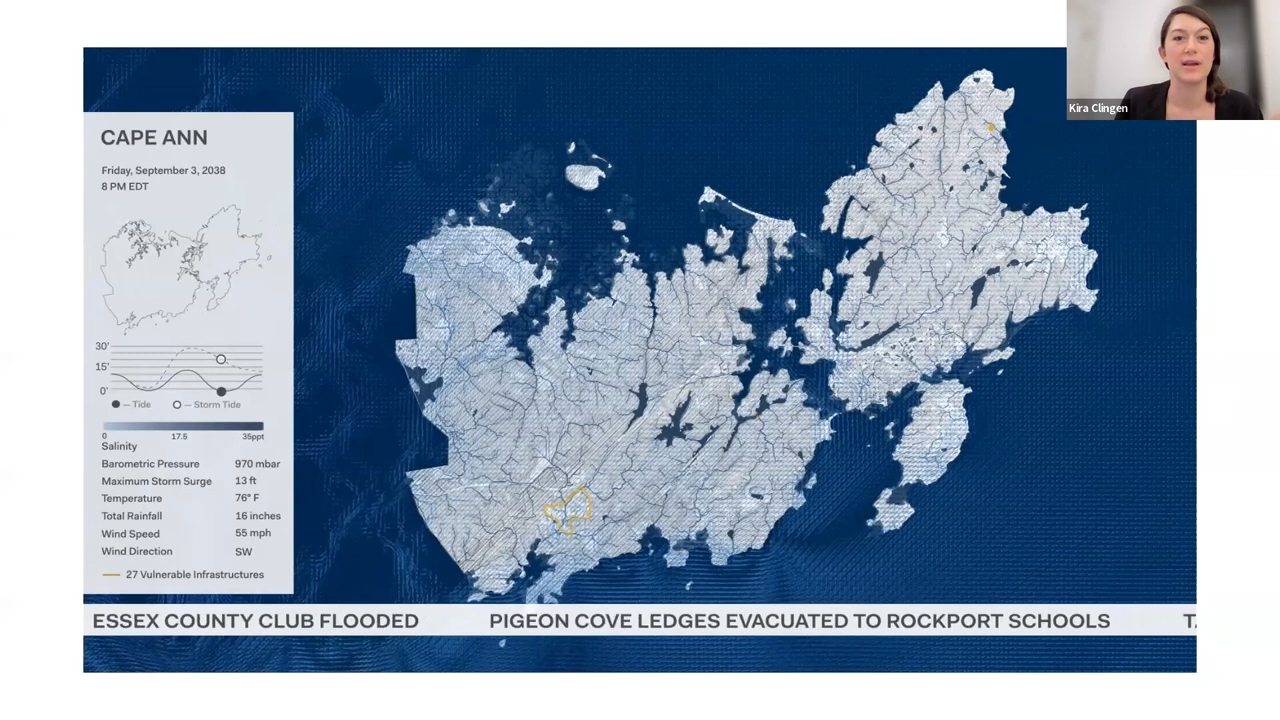 Kira Clingen
CAPE ANN
Friday, September 3, 2038
8 PM EDT
30'
15'
0'
— Tide
— Storm Tide
0 17.5 35ppt
Salinity
Barometric Pressure 970 mbar
Maximum Storm Surge 13 ft
Temperature 76° F
Total Rainfall 16 inches
Wind Speed 55 mph
Wind Direction SW
27 Vulnerable Infrastructures
ESSEX COUNTY CLUB FLOODED PIGEON COVE LEDGES EVACUATED TO ROCKPORT SCHOOLS